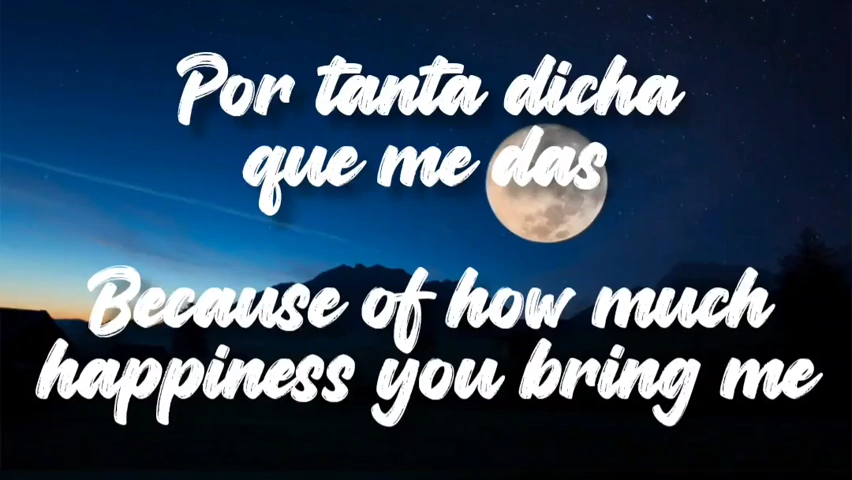 Por tanta dicha
que me das
Because of how much
happiness you bring me